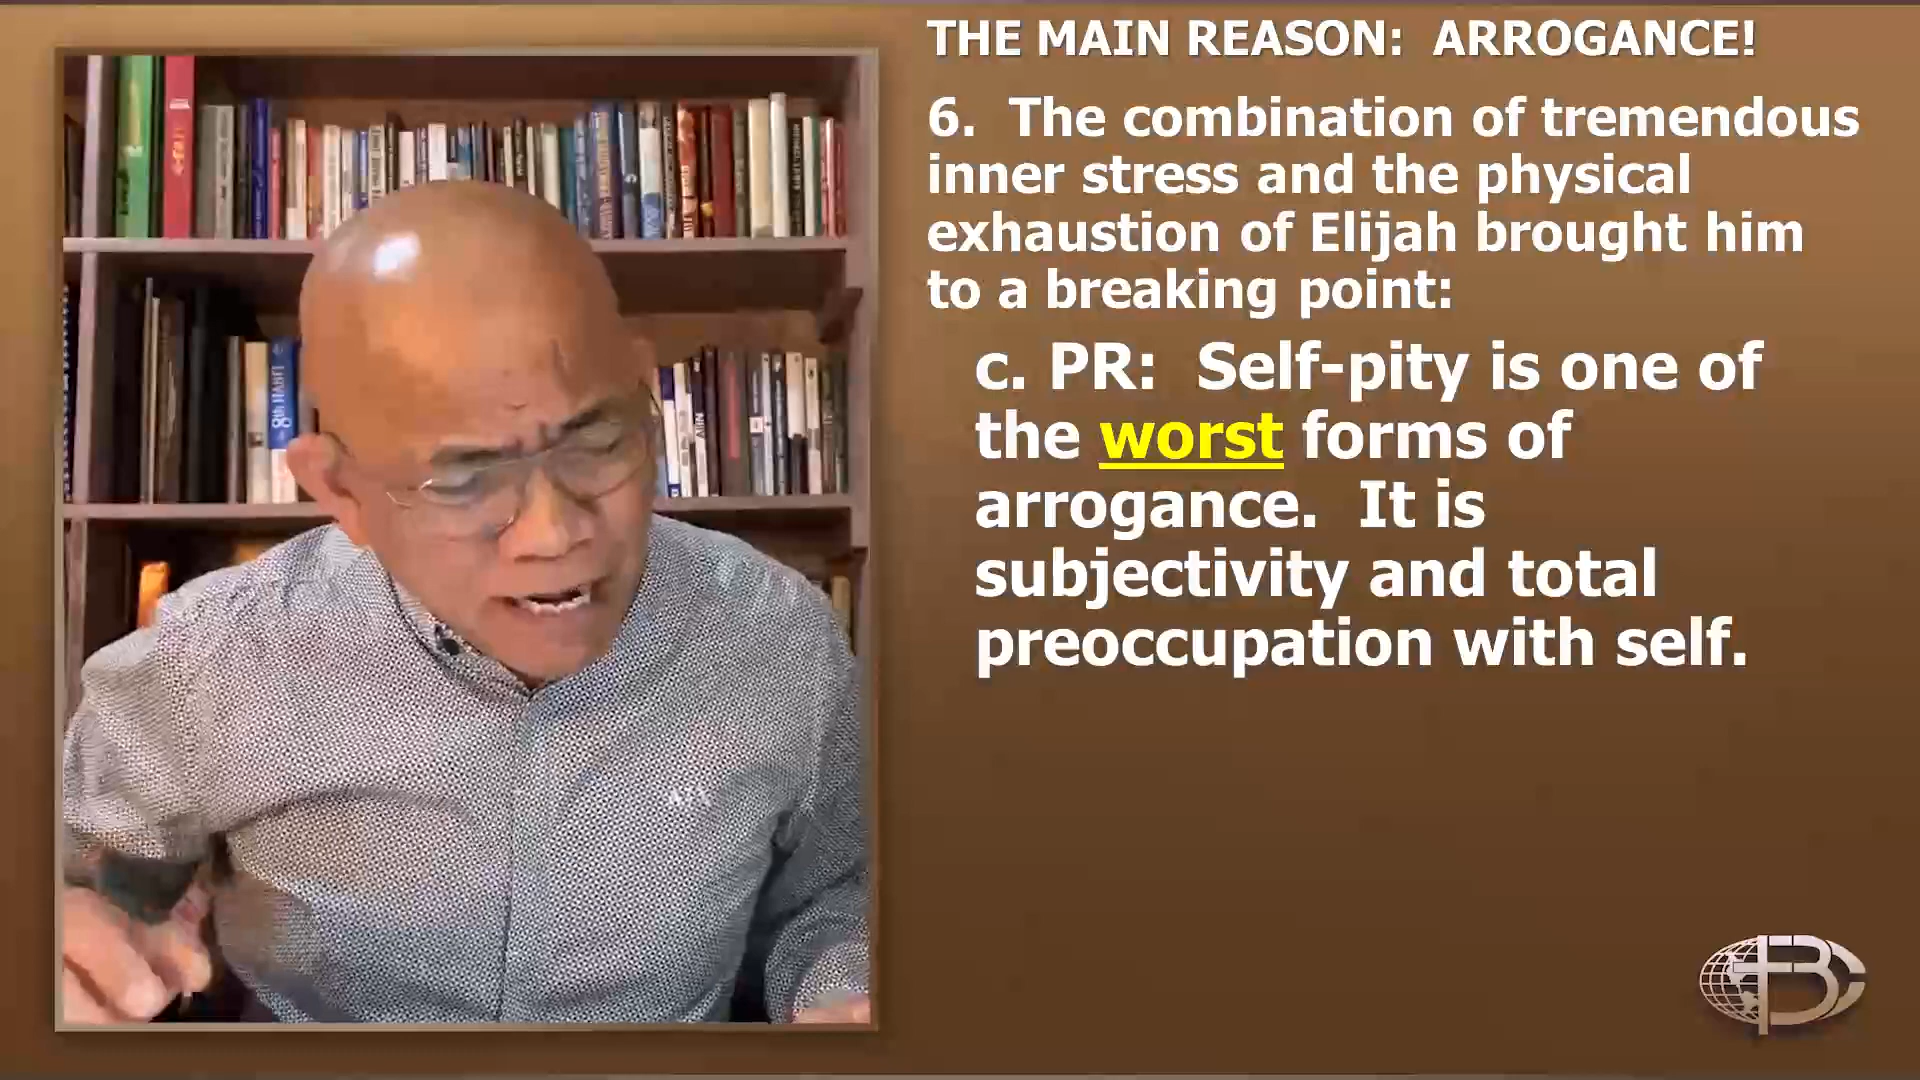 THE MAIN REASON:  ARROGANCE!
6.  The combination of tremendous
inner stress and the physical
exhaustion of Elijah brought him
to a breaking point:
c. PR:  Self-pity is one of
the worst forms of
arrogance.  It is
subjectivity and total
preoccupation with self.